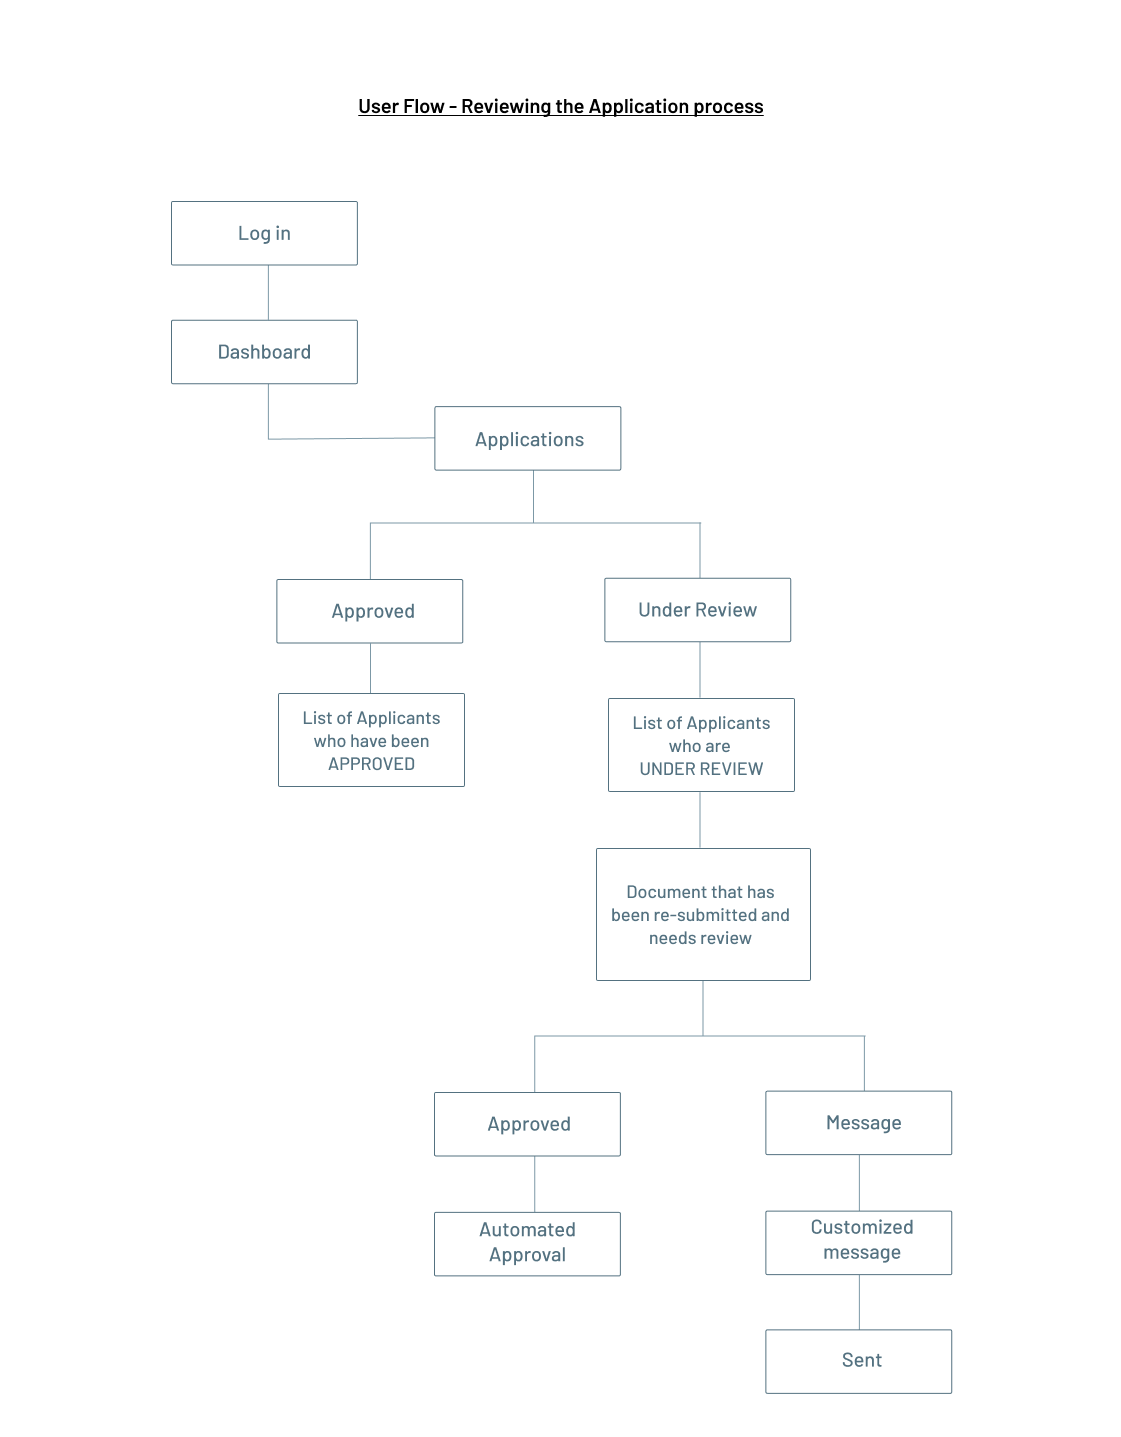 User Flow - Reviewing the Application process
Log in
Dashboard
Applications
Approved
Under Review
List of Applicants
who have been
APPROVED
List of Applicants
who are
UNDER REVIEW
Document that has
been re-submitted and
needs review
Approved
Message
Automated
Approval
Customized
message
Sent